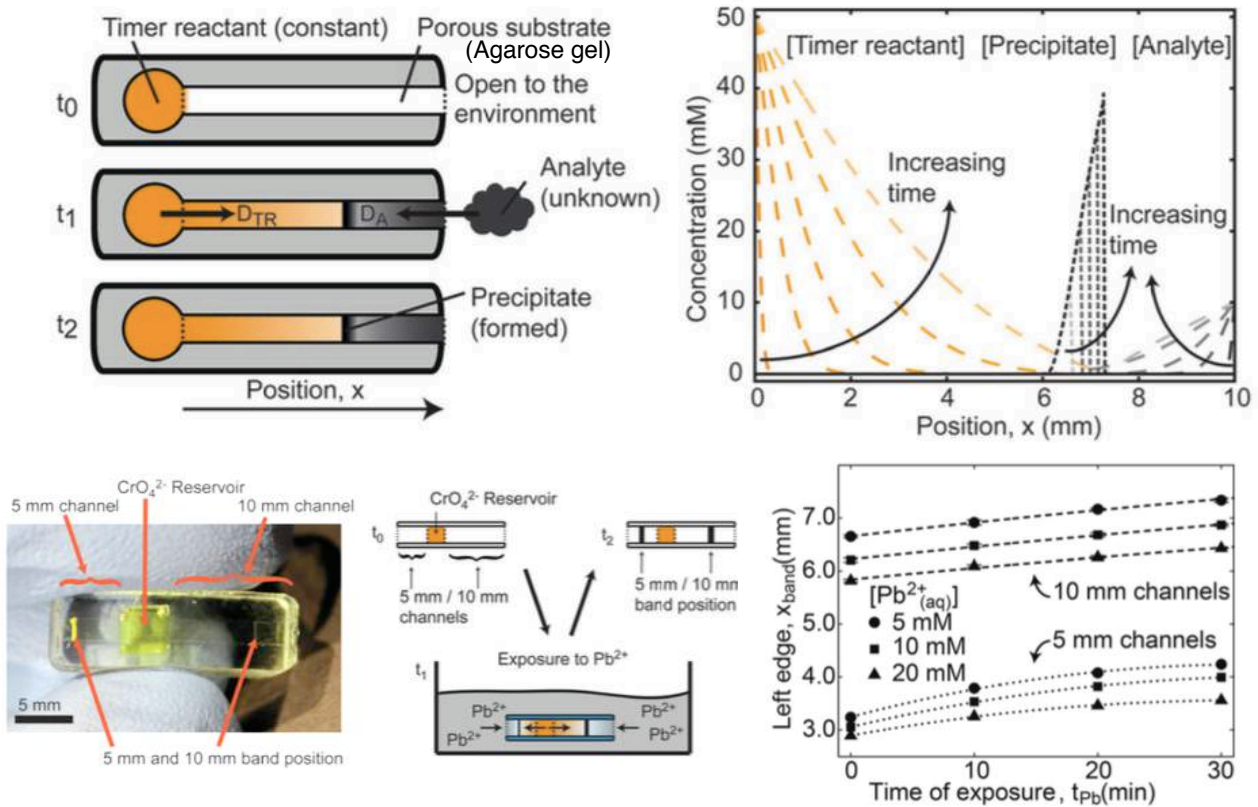 Timer reactant (constant)
Porous substrate
(Agarose gel)
Open to the
environment
t0
t1
DTR
DA
Analyte
(unknown)
t2
Precipitate
(formed)
Position, x
[Timer reactant] [Precipitate] [Analyte]
Increasing
time
Increasing
time
Concentration (mM)
50
40
30
20
10
0
0 2 4 6 8 10
Position, x (mm)
CrO₄²⁻ Reservoir
5 mm channel
10 mm channel
5 mm
5 mm and 10 mm band position
CrO₄²⁻ Reservoir
t0
5 mm / 10 mm
channels
t2
5 mm / 10 mm
band position
Exposure to Pb²⁺
t1
Pb²⁺
Pb²⁺
Pb²⁺
Pb²⁺
Left edge, xband(mm)
7.0
6.0
5.0
4.0
3.0
[Pb²⁺(aq)]
5 mM
10 mM
20 mM
10 mm channels
5 mm channels
0 10 20 30
Time of exposure, tPb(min)